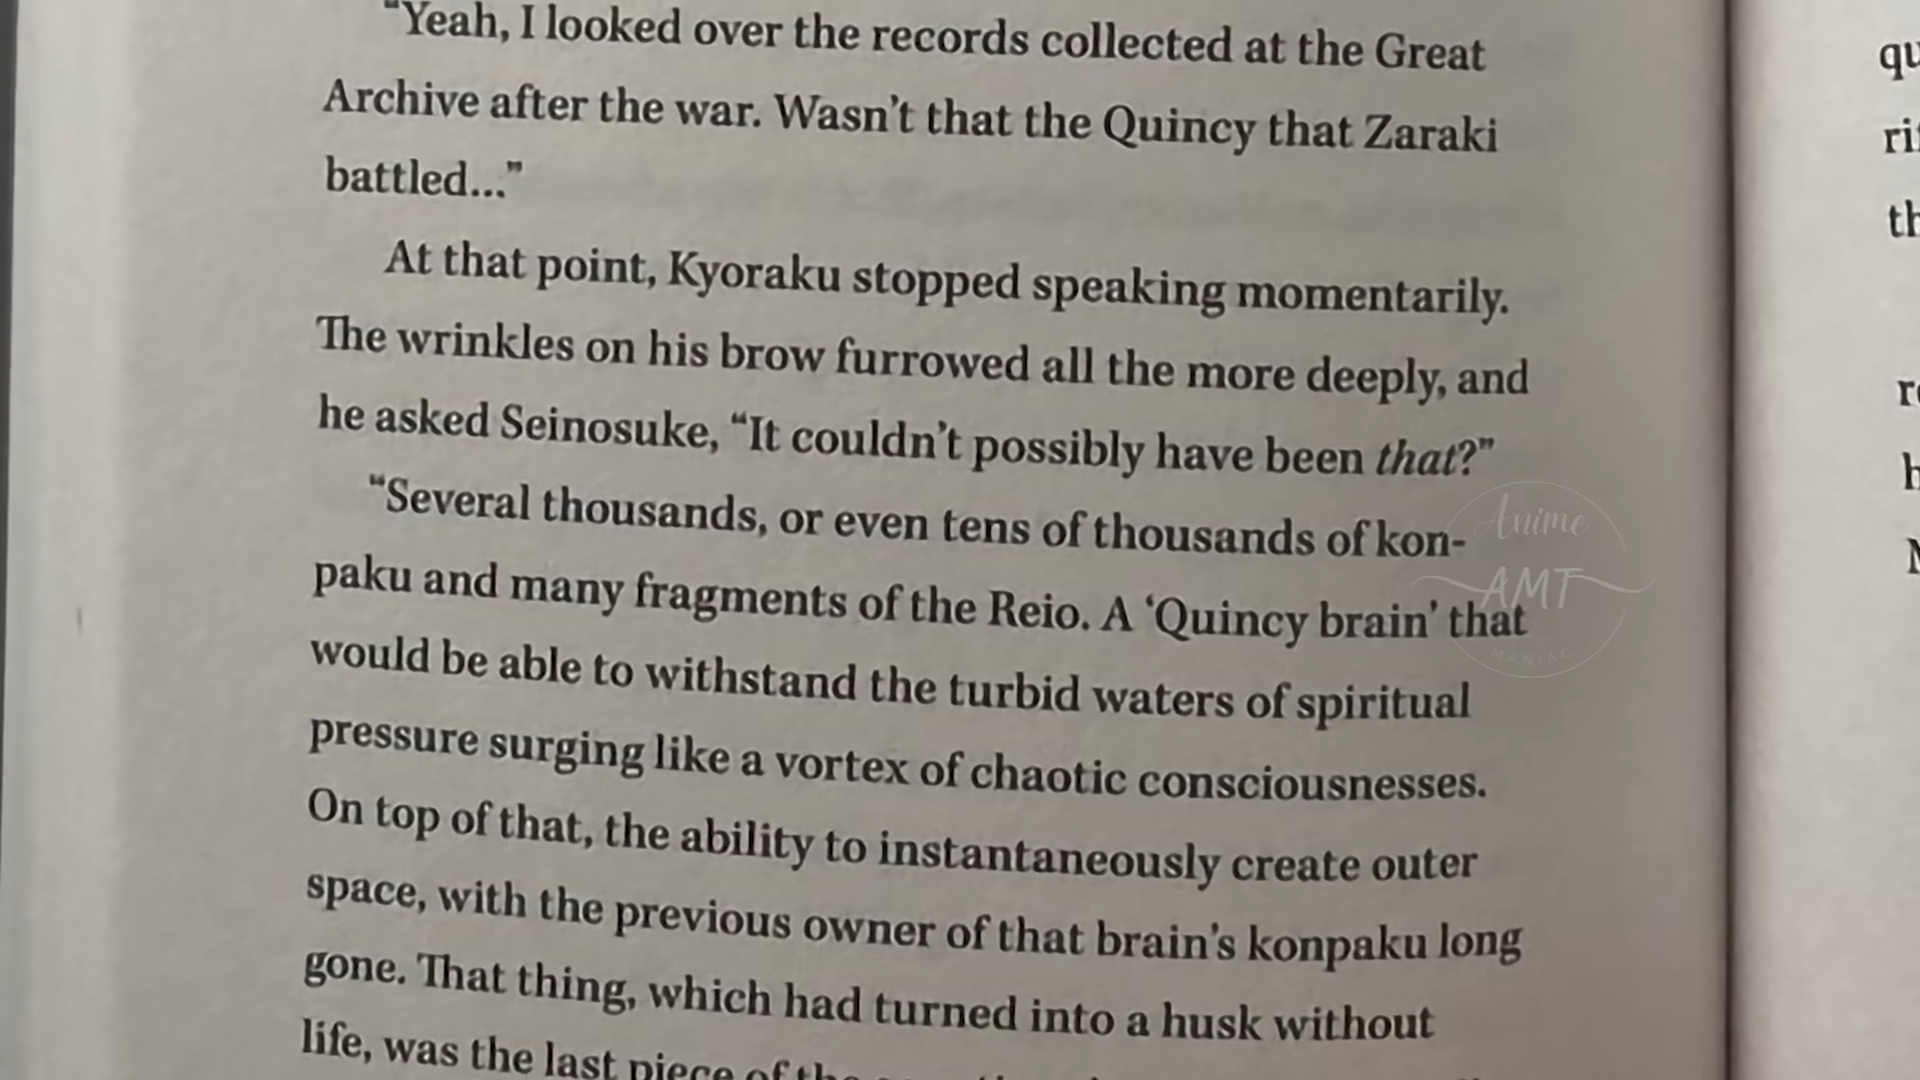 "Yeah, I looked over the records collected at the Great
Archive after the war. Wasn't that the Quincy that Zaraki
battled..."
At that point, Kyoraku stopped speaking momentarily.
The wrinkles on his brow furrowed all the more deeply, and
he asked Seinosuke, "It couldn't possibly have been that?"
"Several thousands, or even tens of thousands of kon-
paku and many fragments of the Reio. A 'Quincy brain' that
would be able to withstand the turbid waters of spiritual
pressure surging like a vortex of chaotic consciousnesses.
On top of that, the ability to instantaneously create outer
space, with the previous owner of that brain's konpaku long
gone. That thing, which had turned into a husk without
life, was the last piece of the
Anime
AMT
MANIAC